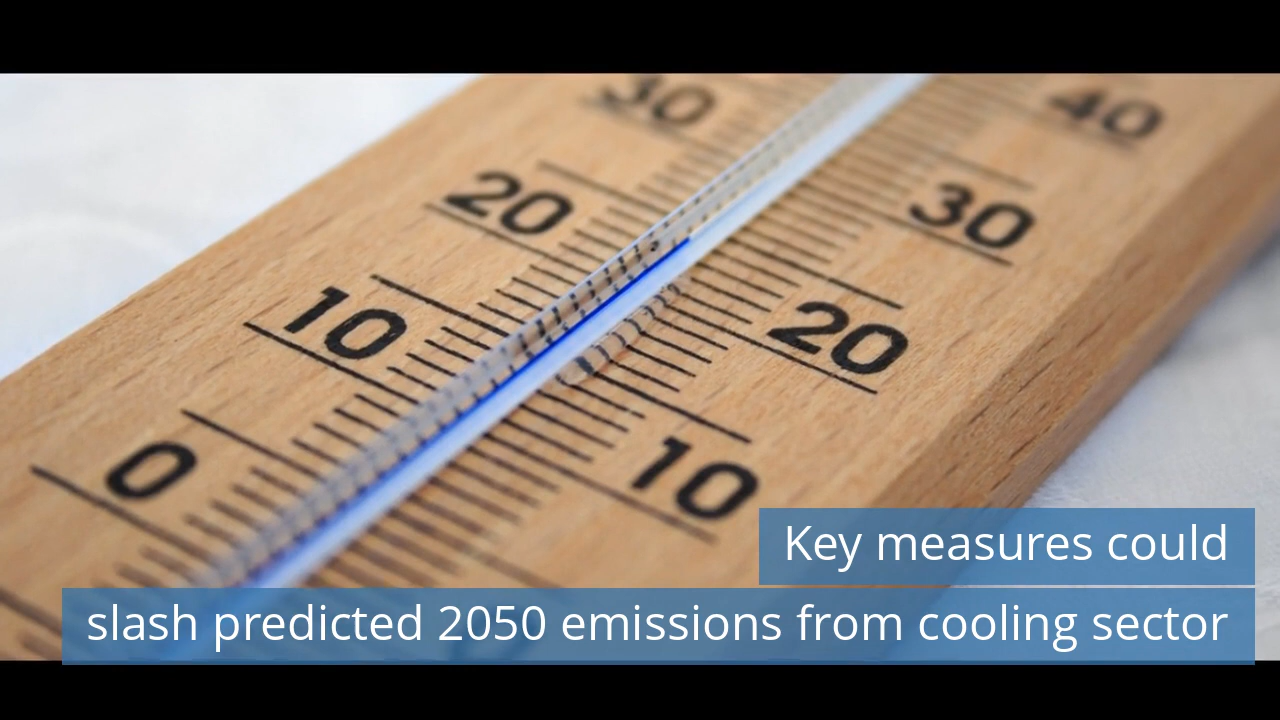 30 40
20 30
10 20
0 10
Key measures could
slash predicted 2050 emissions from cooling sector